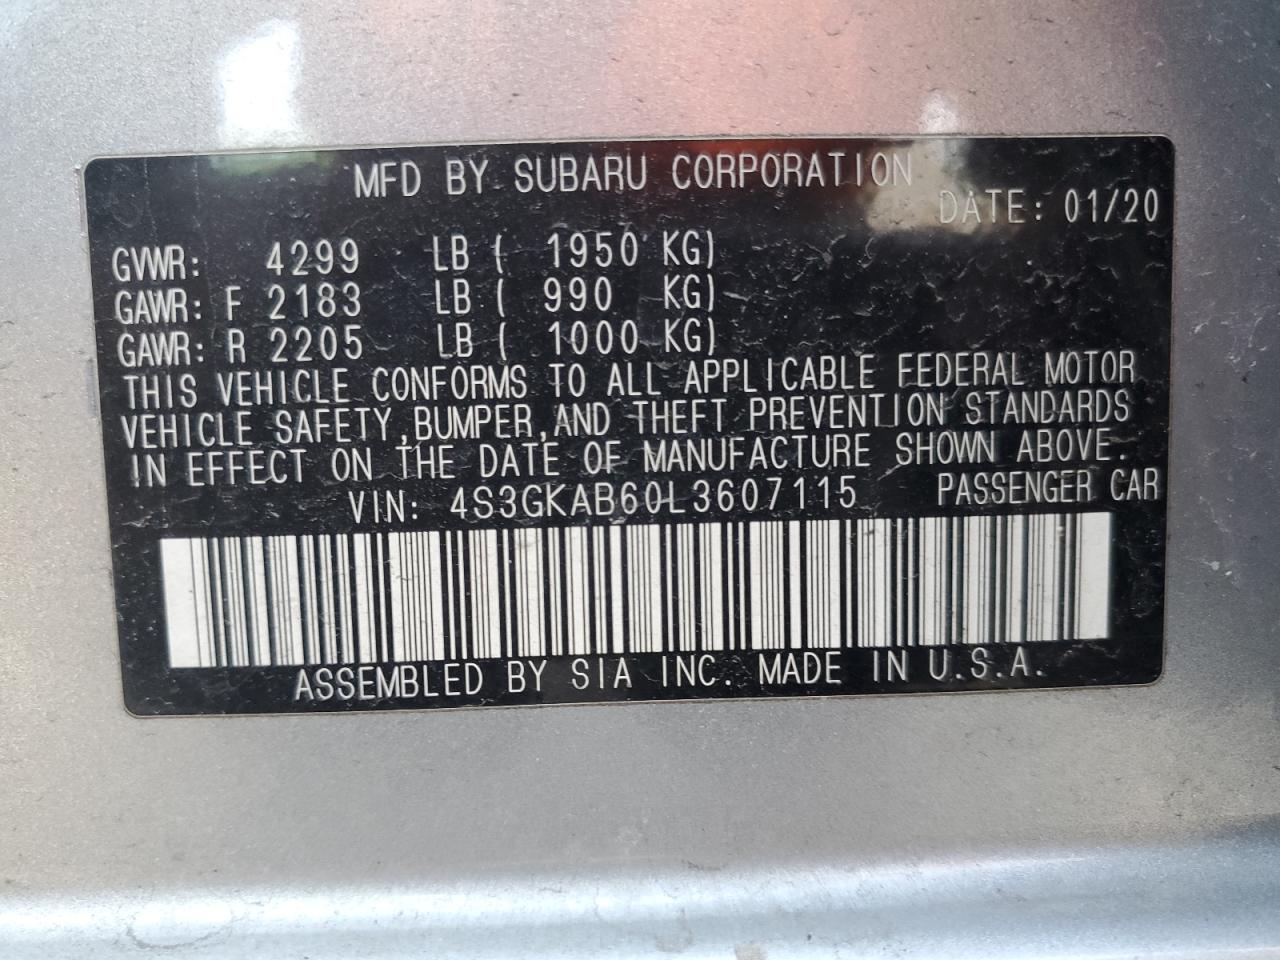 MFD BY SUBARU CORPORATION
DATE: 01/20
GVWR: 4299 LB ( 1950 KG)
GAWR: F 2183 LB ( 990 KG)
GAWR: R 2205 LB ( 1000 KG)
THIS VEHICLE CONFORMS TO ALL APPLICABLE FEDERAL MOTOR
VEHICLE SAFETY,BUMPER,AND THEFT PREVENTION STANDARDS
IN EFFECT ON THE DATE OF MANUFACTURE SHOWN ABOVE.
VIN: 4S3GKAB60L3607115 PASSENGER CAR
ASSEMBLED BY SIA INC. MADE IN U.S.A.